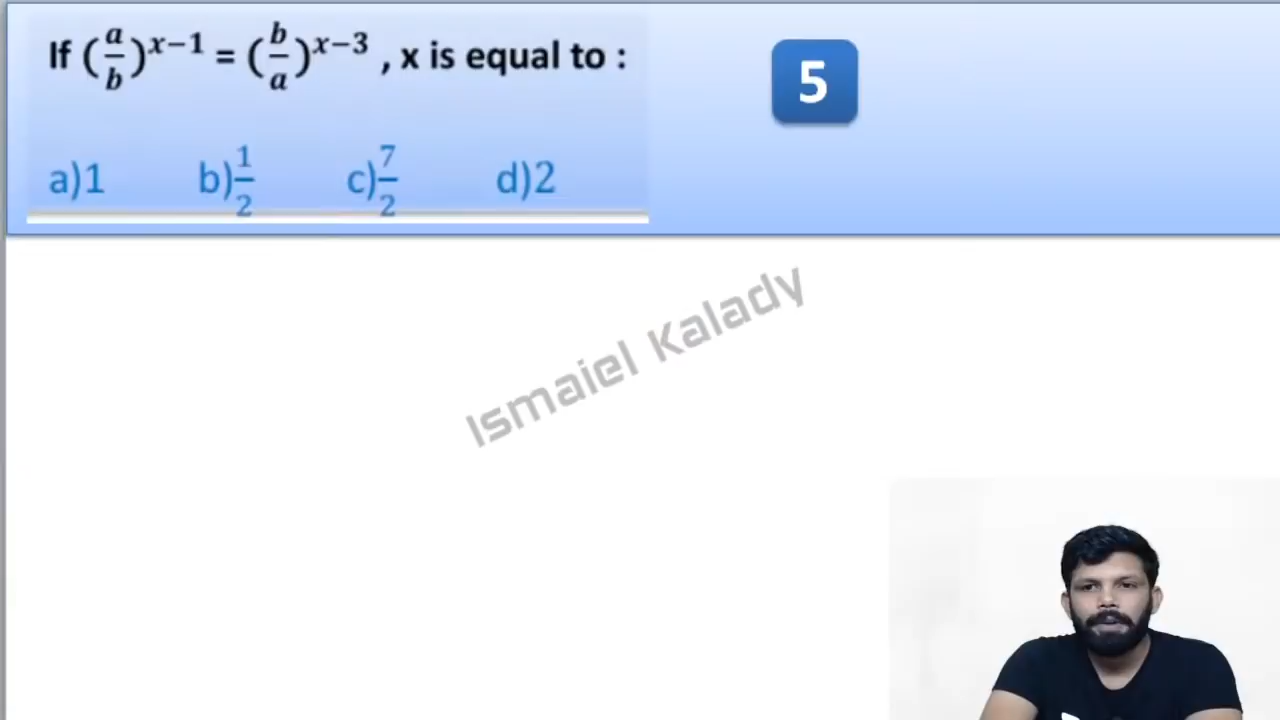 If (a/b)^(x−1) = (b/a)^(x−3) , x is equal to :
5
a)1 b)1/2 c)7/2 d)2
Ismaiel Kalady